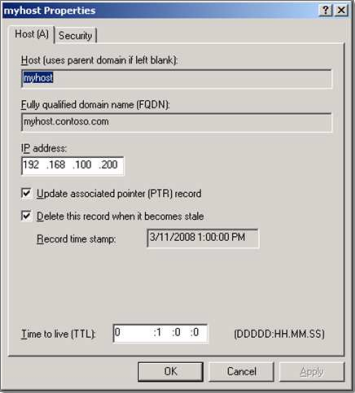 myhost Properties
Host (A) Security
Host (uses parent domain if left blank):
myhost
Fully qualified domain name (FQDN):
myhost.contoso.com
IP address:
192 .168 .100 .200
Update associated pointer (PTR) record
Delete this record when it becomes stale
Record time stamp: 3/11/2008 1:00:00 PM
Time to live (TTL): 0 :1 :0 :0 (DDDDD:HH.MM.SS)
OK Cancel Apply